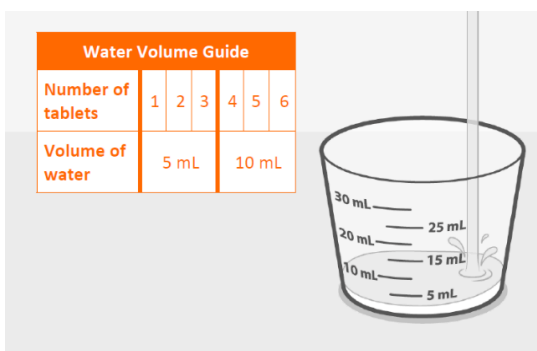 Water Volume Guide
Number of
tablets
1 2 3 4 5 6
Volume of
water
5 mL 10 mL
30 mL
25 mL
20 mL
15 mL
10 mL
5 mL